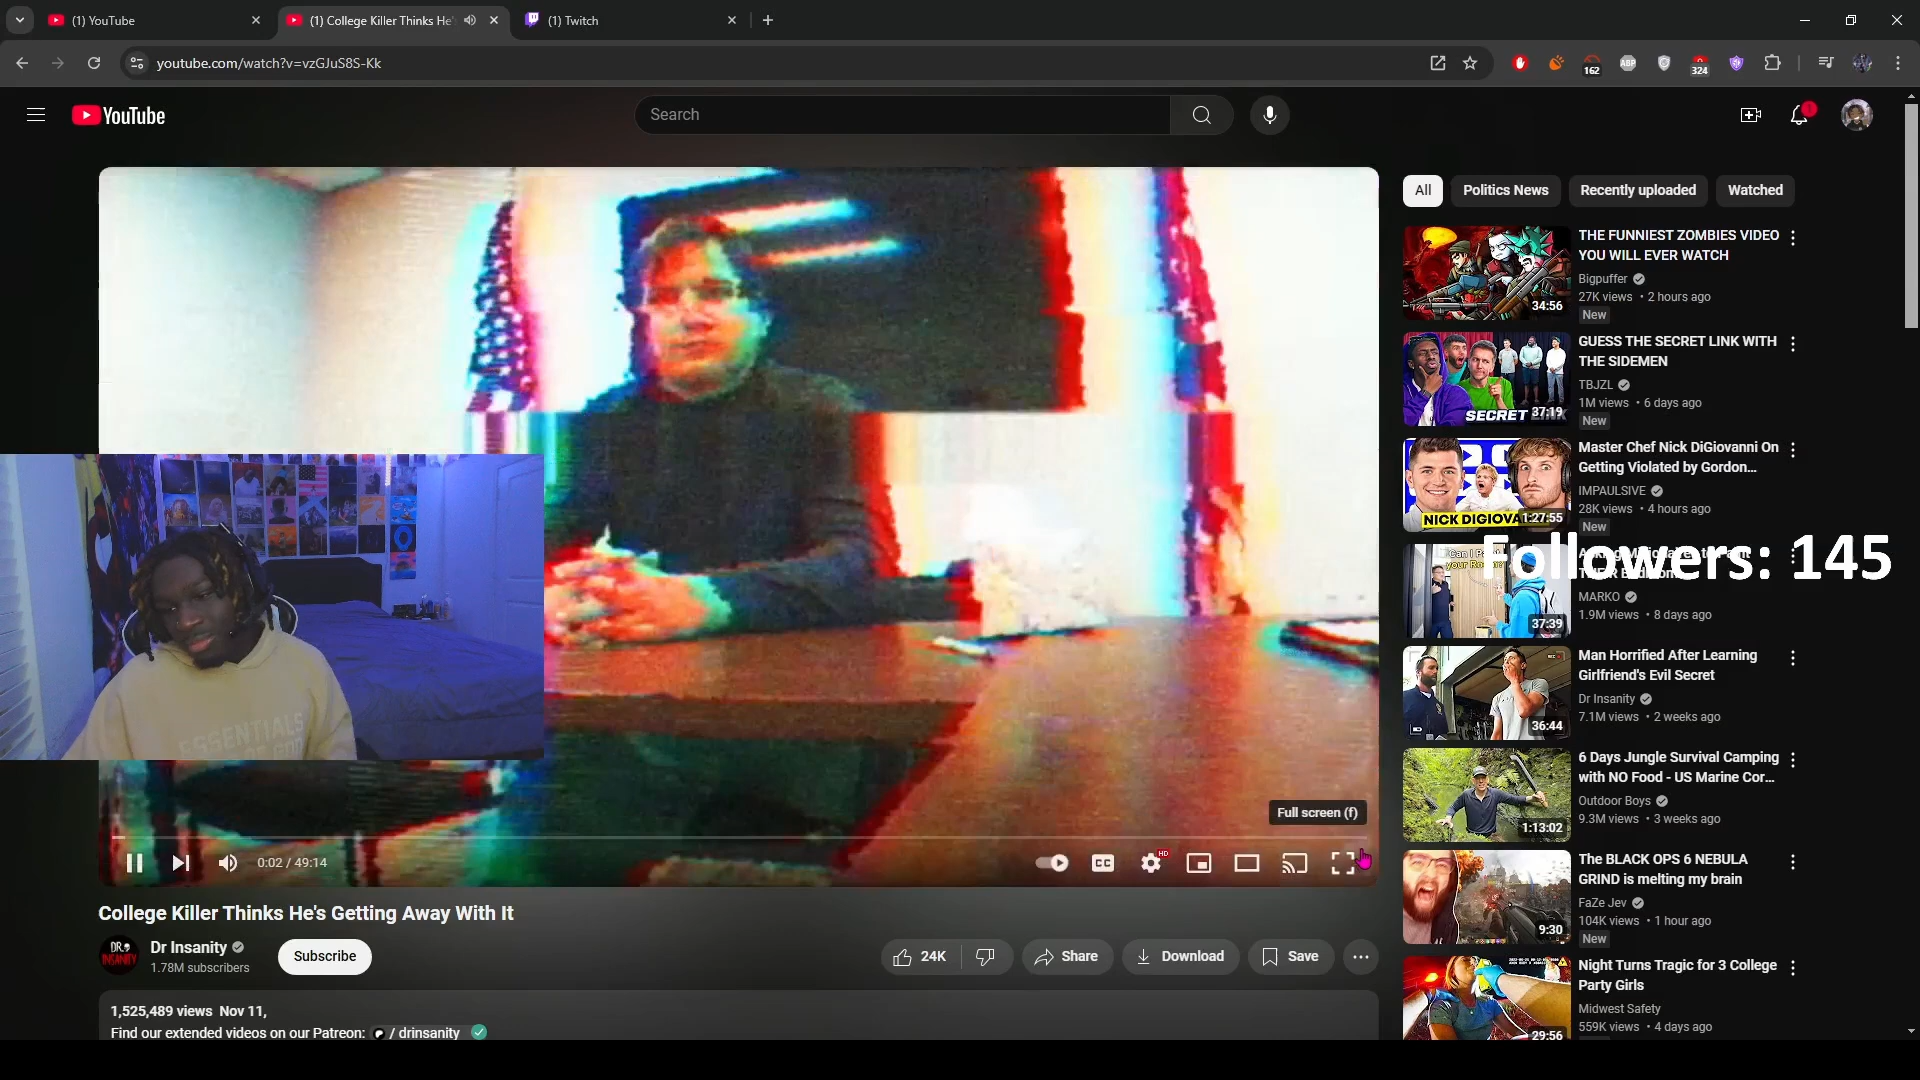 (1) YouTube
(1) College Killer Thinks He'
(1) Twitch
youtube.com/watch?v=vzGJuS8S-Kk
162
ABP
324
YouTube
Search
1
All
Politics News
Recently uploaded
Watched
THE FUNNIEST ZOMBIES VIDEO
YOU WILL EVER WATCH
Bigpuffer
27K views • 2 hours ago
New
34:56
GUESS THE SECRET LINK WITH
THE SIDEMEN
TBJZL
1M views • 6 days ago
New
SECRET
37:19
Master Chef Nick DiGiovanni On
Getting Violated by Gordon...
IMPAULSIVE
28K views • 4 hours ago
New
1:27:55
Followers: 145
MARKO
1.9M views • 8 days ago
37:39
Man Horrified After Learning
Girlfriend's Evil Secret
Dr Insanity
7.1M views • 2 weeks ago
36:44
6 Days Jungle Survival Camping
with NO Food - US Marine Cor...
Outdoor Boys
9.3M views • 3 weeks ago
1:13:02
The BLACK OPS 6 NEBULA
GRIND is melting my brain
FaZe Jev
104K views • 1 hour ago
New
9:30
Night Turns Tragic for 3 College
Party Girls
Midwest Safety
559K views • 4 days ago
29:56
ESSENTIALS
Full screen (f)
0:02 / 49:14
CC
HD
College Killer Thinks He's Getting Away With It
DR.
INSANITY
Dr Insanity
1.78M subscribers
Subscribe
24K
Share
Download
Save
1,525,489 views Nov 11,
Find our extended videos on our Patreon: / drinsanity